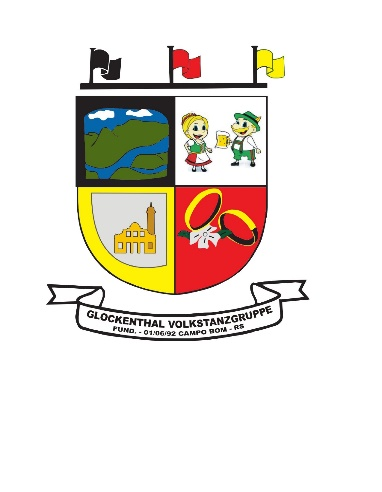 GLOCKENTHAL VOLKSTANZGRUPPE
FUND. - 01/06/92 CAMPO BOM - RS